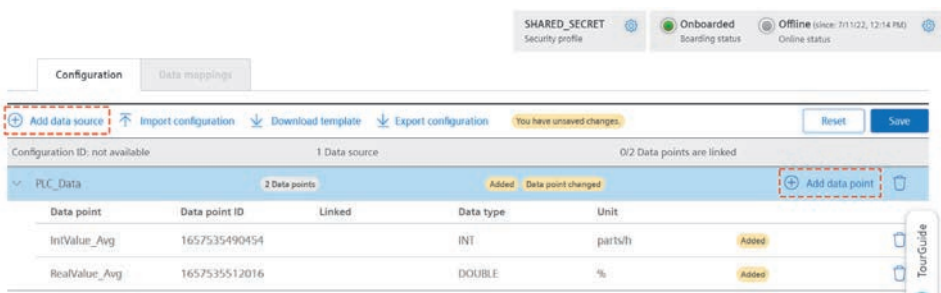 SHARED_SECRET
Security profile
Onboarded
Boarding status
Offline (since: 7/11/22, 12:14 PM)
Online status
Configuration
Data mappings
Add data source
Import configuration
Download template
Export configuration
You have unsaved changes.
Reset
Save
Configuration ID: not available
1 Data source
0/2 Data points are linked
PLC_Data
2 Data points
Added
Data point changed
Add data point
Data point Data point ID Linked Data type Unit
IntValue_Avg 1657535490454 INT parts/h Added
RealValue_Avg 1657535512016 DOUBLE % Added
TourGuide